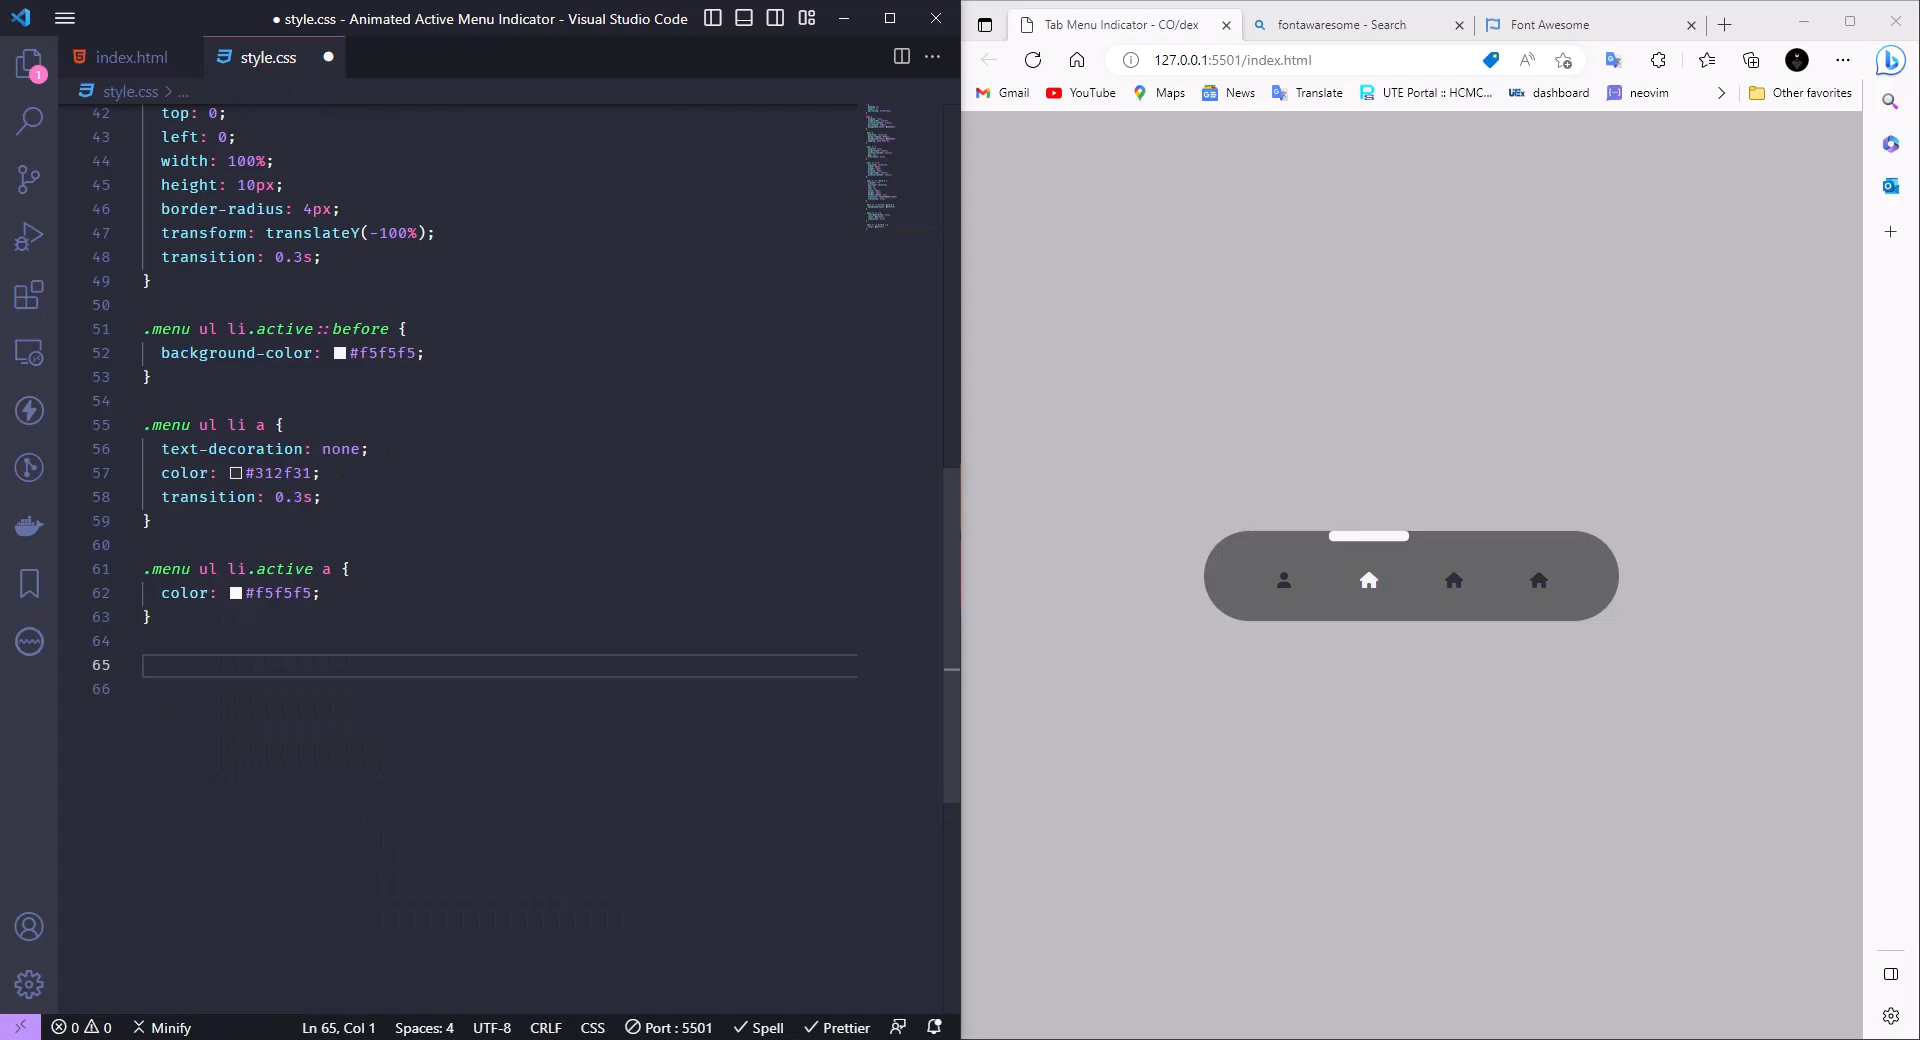 ● style.css - Animated Active Menu Indicator - Visual Studio Code
1
index.html
style.css
style.css > ...
42 top: 0;
43 left: 0;
44 width: 100%;
45 height: 10px;
46 border-radius: 4px;
47 transform: translateY(-100%);
48 transition: 0.3s;
49 }
50
51 .menu ul li.active::before {
52 background-color: #f5f5f5;
53 }
54
55 .menu ul li a {
56 text-decoration: none;
57 color: #312f31;
58 transition: 0.3s;
59 }
60
61 .menu ul li.active a {
62 color: #f5f5f5;
63 }
64
65
66
0 0 Minify Ln 65, Col 1 Spaces: 4 UTF-8 CRLF CSS Port : 5501 Spell Prettier
Tab Menu Indicator - CO/dex
fontawaresome - Search
Font Awesome
127.0.0.1:5501/index.html
Gmail YouTube Maps News Translate UTE Portal :: HCMC... UEx dashboard neovim Other favorites